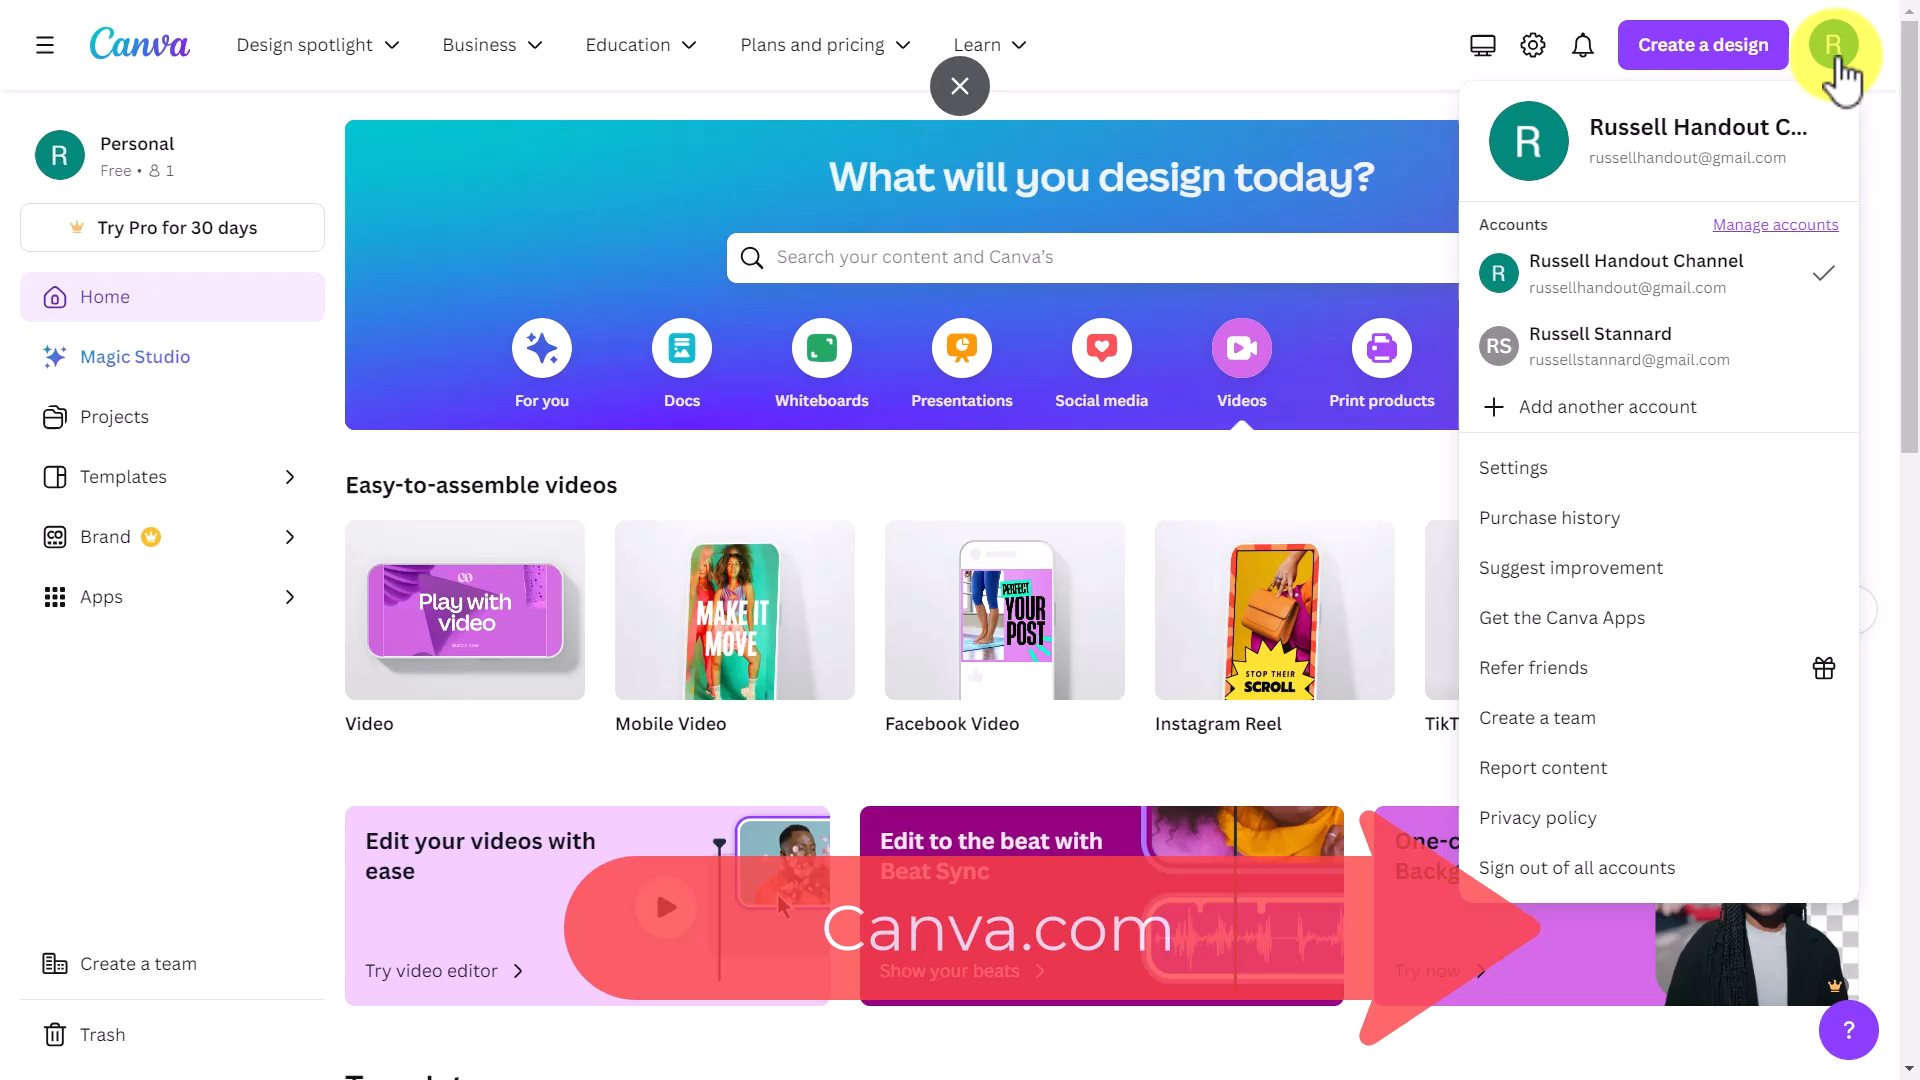 Canva
Design spotlight
Business
Education
Plans and pricing
Learn
Create a design
R
R
Personal
Free • 1
Try Pro for 30 days
Home
Magic Studio
Projects
Templates
Brand
Apps
Create a team
Trash
What will you design today?
Search your content and Canva's
For you
Docs
Whiteboards
Presentations
Social media
Videos
Print products
Easy-to-assemble videos
Play with
video
Watch now
MAKE IT
MOVE
PERFECT
YOUR
POST
STOP THEIR
SCROLL
Video
Mobile Video
Facebook Video
Instagram Reel
TikT
Edit your videos with
ease
Try video editor
Edit to the beat with
Beat Sync
Show your beats
One-c
Backg
Try now
Canva.com
R
Russell Handout C...
russellhandout@gmail.com
Accounts
Manage accounts
R
Russell Handout Channel
russellhandout@gmail.com
RS
Russell Stannard
russellstannard@gmail.com
Add another account
Settings
Purchase history
Suggest improvement
Get the Canva Apps
Refer friends
Create a team
Report content
Privacy policy
Sign out of all accounts
?